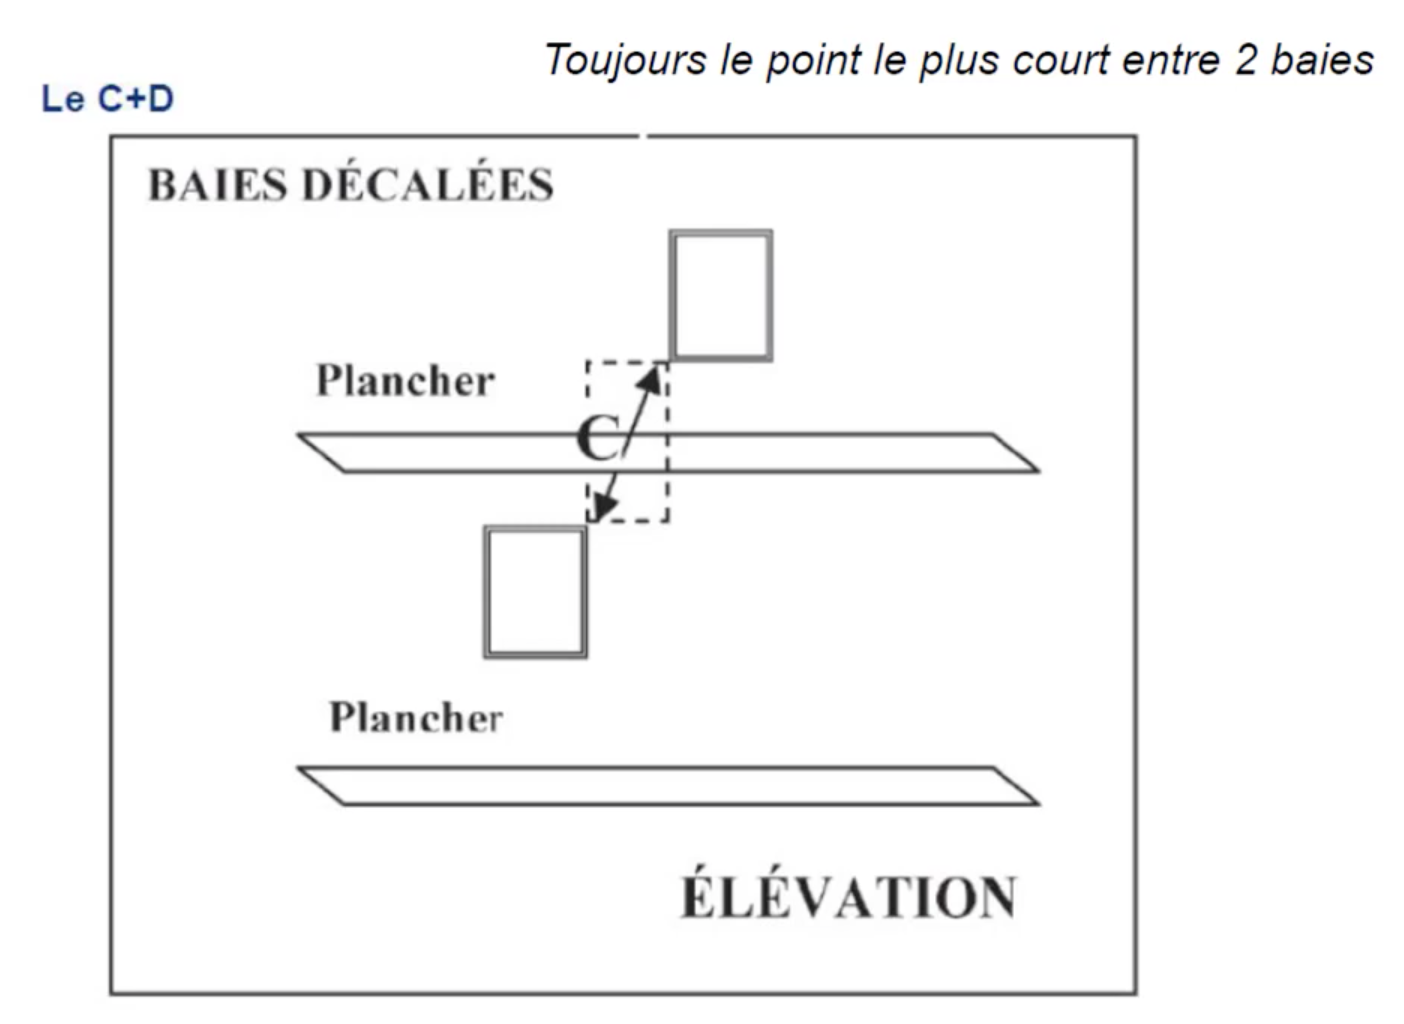 Toujours le point le plus court entre 2 baies
Le C+D
BAIES DÉCALÉES
Plancher
C
Plancher
ÉLÉVATION